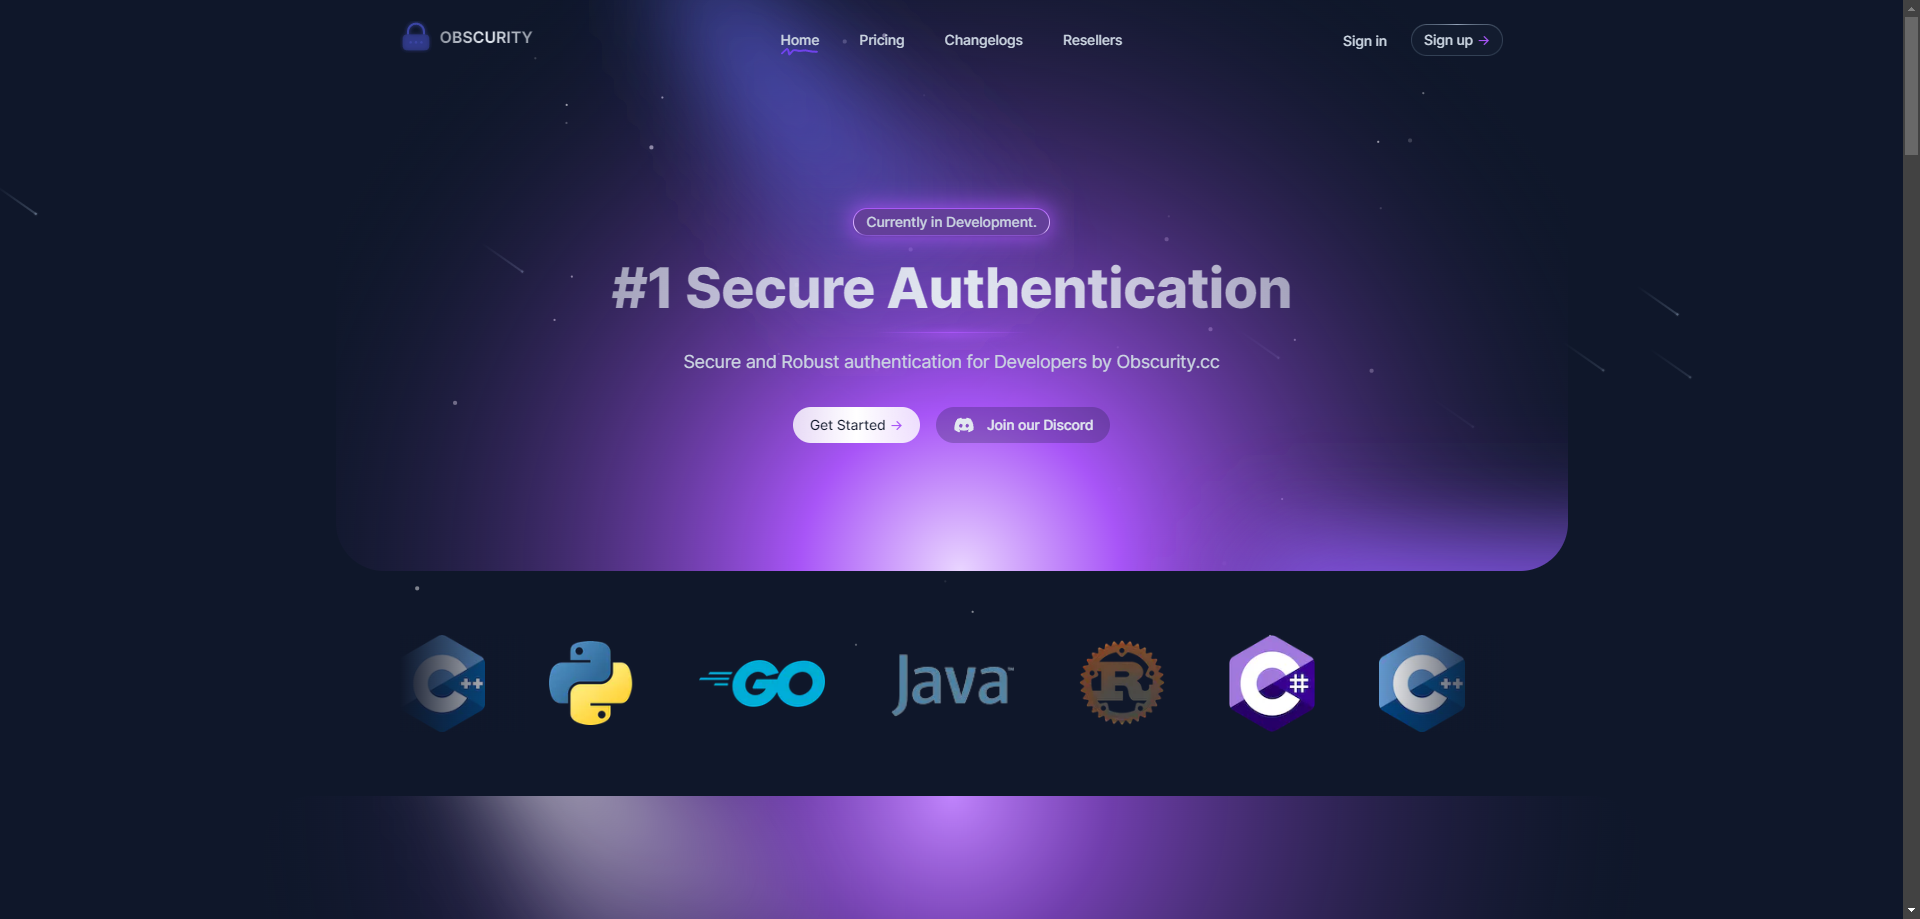 OBSCURITY
Home
Pricing
Changelogs
Resellers
Sign in
Sign up →
Currently in Development.
#1 Secure Authentication
Secure and Robust authentication for Developers by Obscurity.cc
Get Started →
Join our Discord
C++
GO
Java™
R
C#
C++